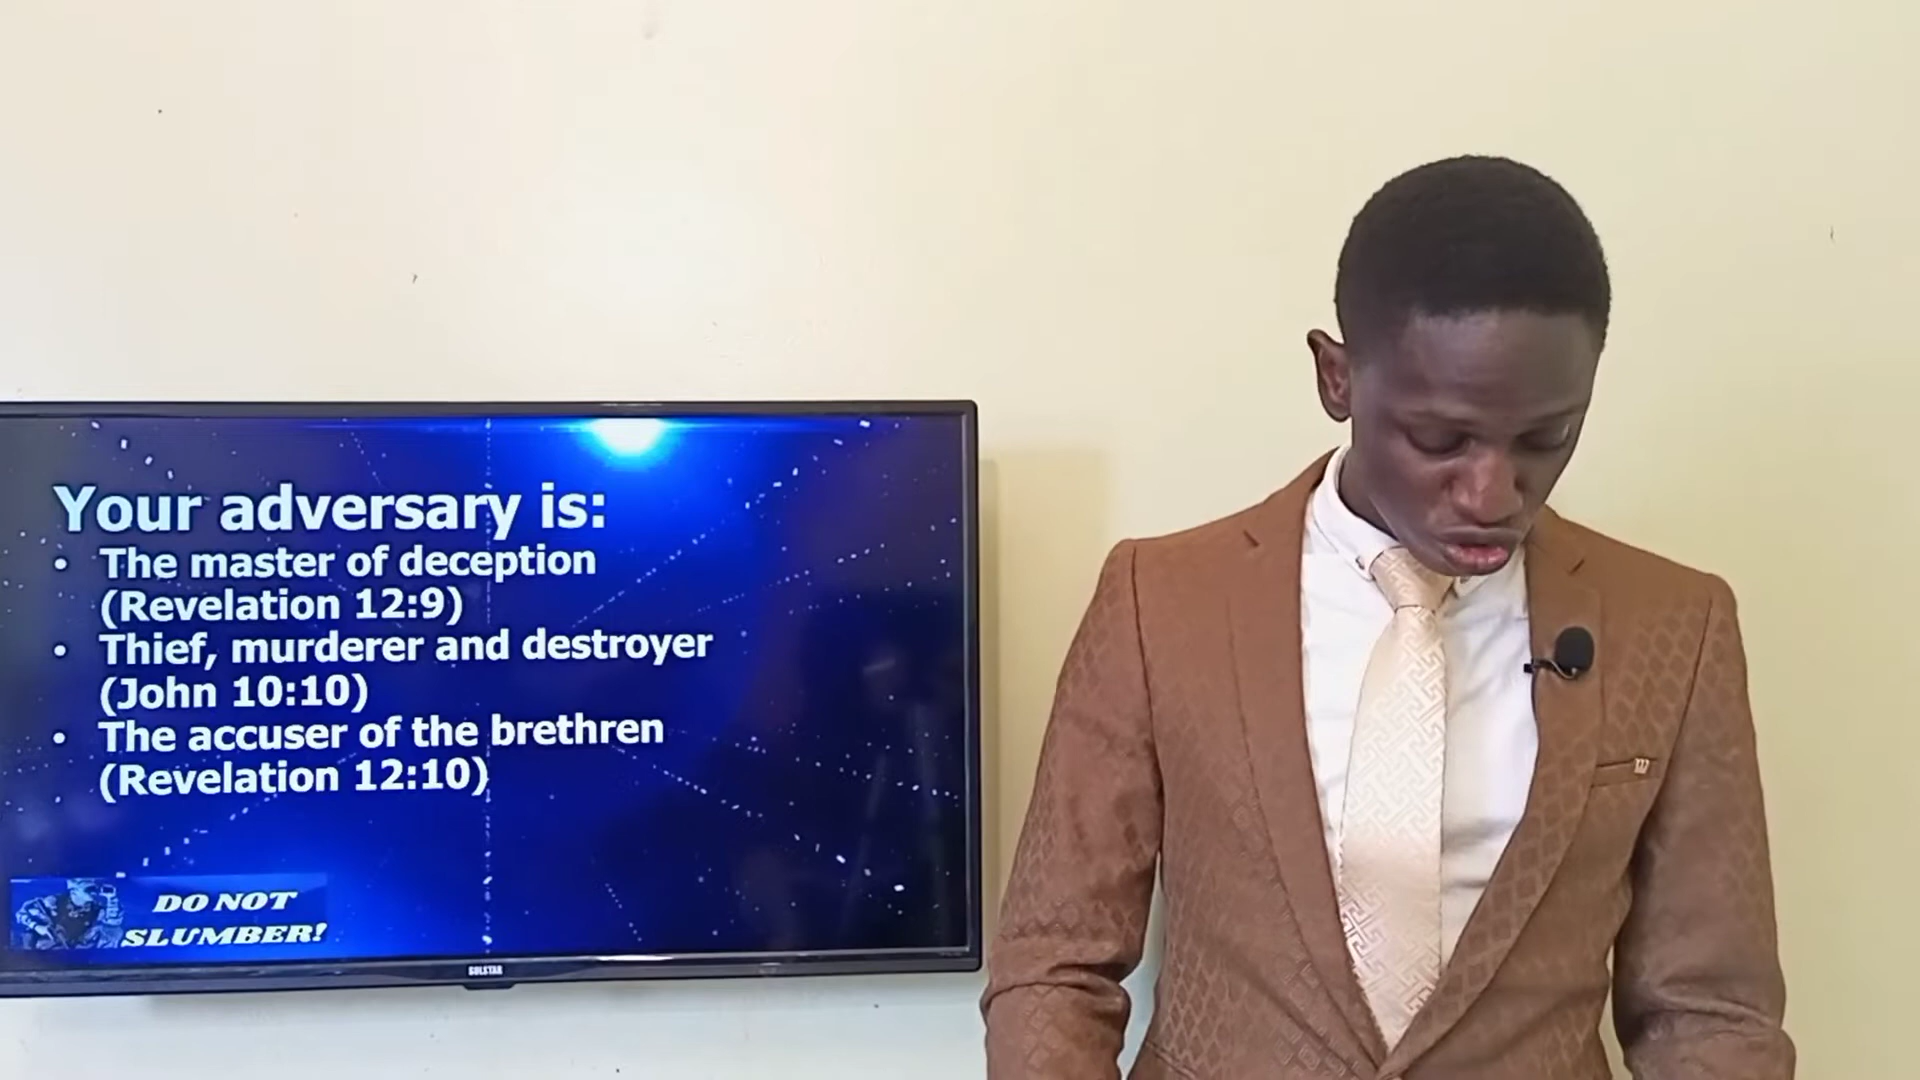 Your adversary is:
• The master of deception
(Revelation 12:9)
• Thief, murderer and destroyer
(John 10:10)
• The accuser of the brethren
(Revelation 12:10)
DO NOT
SLUMBER!
SOLSTAR